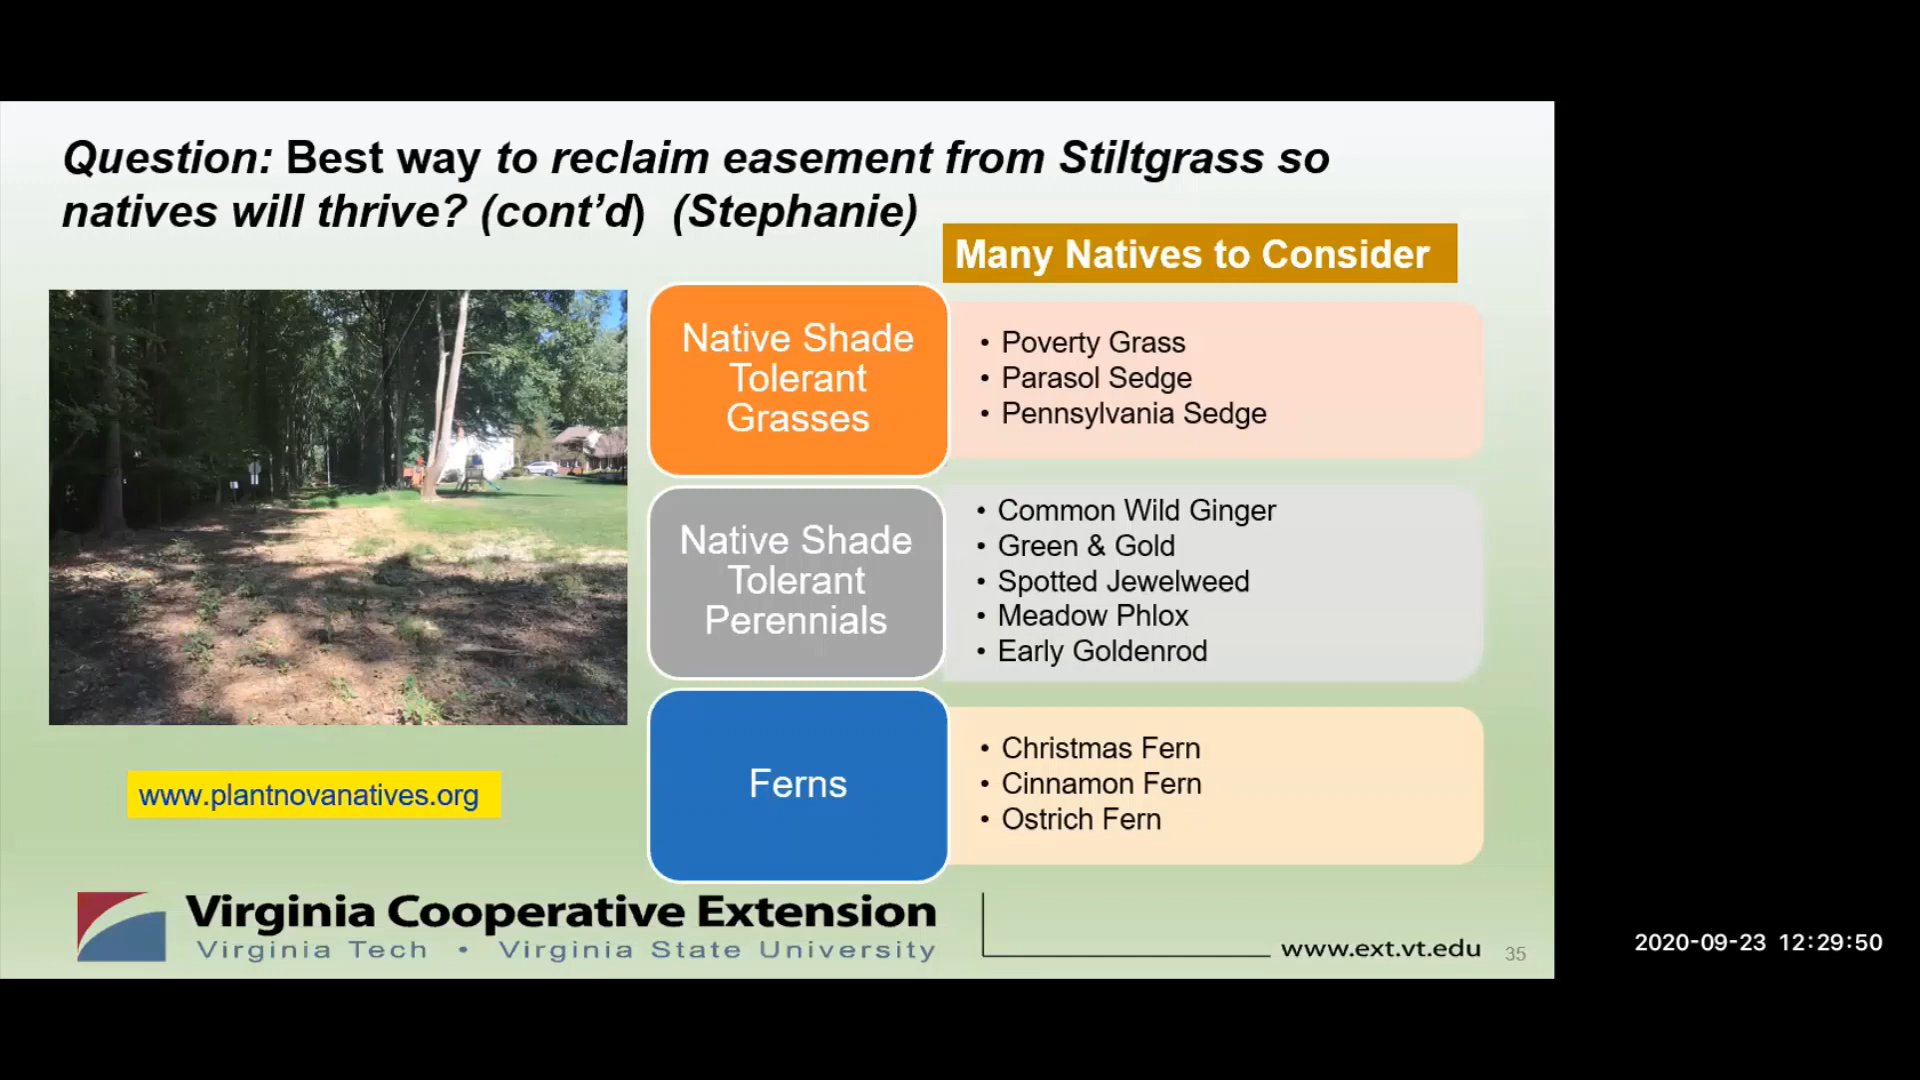 Question: Best way to reclaim easement from Stiltgrass so
natives will thrive? (cont’d) (Stephanie)
Many Natives to Consider
Native Shade
Tolerant
Grasses
• Poverty Grass
• Parasol Sedge
• Pennsylvania Sedge
Native Shade
Tolerant
Perennials
• Common Wild Ginger
• Green & Gold
• Spotted Jewelweed
• Meadow Phlox
• Early Goldenrod
Ferns
• Christmas Fern
• Cinnamon Fern
• Ostrich Fern
www.plantnovanatives.org
Virginia Cooperative Extension
Virginia Tech • Virginia State University
www.ext.vt.edu
35
2020-09-23 12:29:50